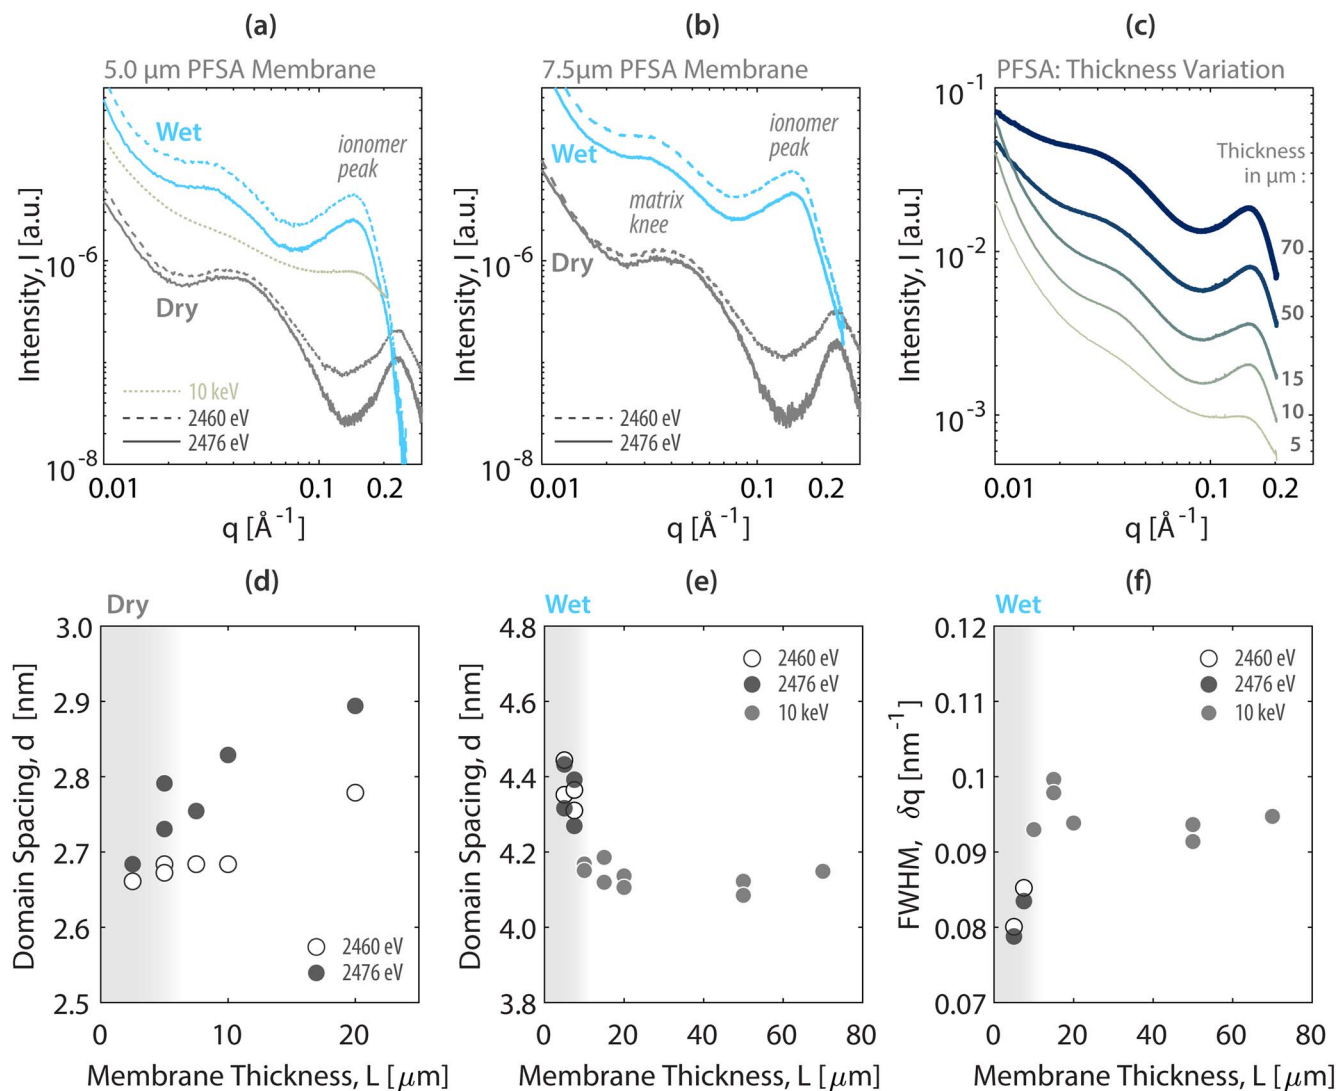 (a)
5.0 μm PFSA Membrane
Wet
ionomer
peak
Dry
10 keV
2460 eV
2476 eV
Intensity, I [a.u.]
10^-6
10^-8
0.01
0.1
0.2
q [Å^-1]
(b)
7.5μm PFSA Membrane
Wet
ionomer
peak
matrix
knee
Dry
2460 eV
2476 eV
Intensity, I [a.u.]
10^-6
10^-8
0.01
0.1
0.2
q [Å^-1]
(c)
PFSA: Thickness Variation
Thickness
in μm :
70
50
15
10
5
Intensity, I [a.u.]
10^-1
10^-2
10^-3
0.01
0.1
0.2
q [Å^-1]
(d)
Dry
3.0
2.9
2.8
2.7
2.6
2.5
Domain Spacing, d [nm]
2460 eV
2476 eV
0
10
20
Membrane Thickness, L [μm]
(e)
Wet
4.8
4.6
4.4
4.2
4.0
3.8
Domain Spacing, d [nm]
2460 eV
2476 eV
10 keV
0
20
40
60
80
Membrane Thickness, L [μm]
(f)
Wet
0.12
0.11
0.1
0.09
0.08
0.07
FWHM, δq [nm^-1]
2460 eV
2476 eV
10 keV
0
20
40
60
80
Membrane Thickness, L [μm]